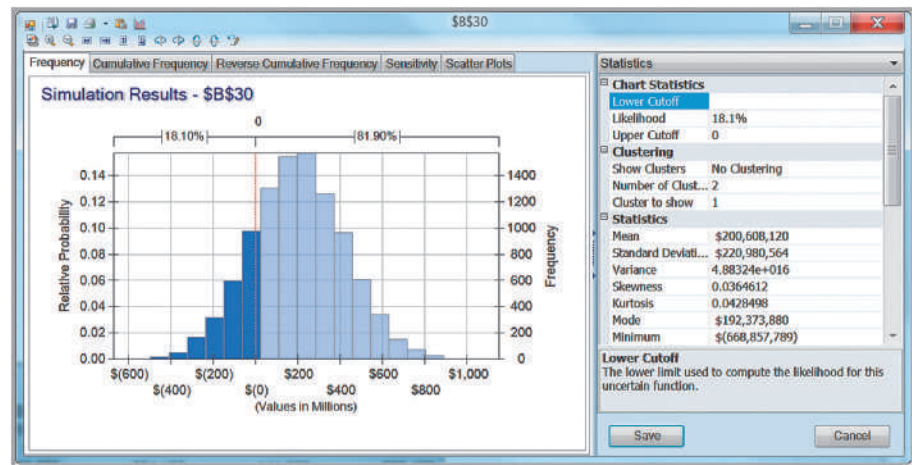 $B$30
Frequency Cumulative Frequency Reverse Cumulative Frequency Sensitivity Scatter Plots
Simulation Results - $B$30
0
18.10% 81.90%
Relative Probability
0.14
0.12
0.10
0.08
0.06
0.04
0.02
0.00
1400
1200
1000
800
600
400
200
0
Frequency
$(600) $(200) $200 $600 $1,000
$(400) $(0) $400 $800
(Values in Millions)
Statistics
Chart Statistics
Lower Cutoff
Likelihood 18.1%
Upper Cutoff 0
Clustering
Show Clusters No Clustering
Number of Clust... 2
Cluster to show 1
Statistics
Mean $200,608,120
Standard Deviati... $220,980,564
Variance 4.88324e+016
Skewness 0.0364612
Kurtosis 0.0428498
Mode $192,373,880
Minimum $(668,857,789)
Lower Cutoff
The lower limit used to compute the likelihood for this
uncertain function.
Save Cancel